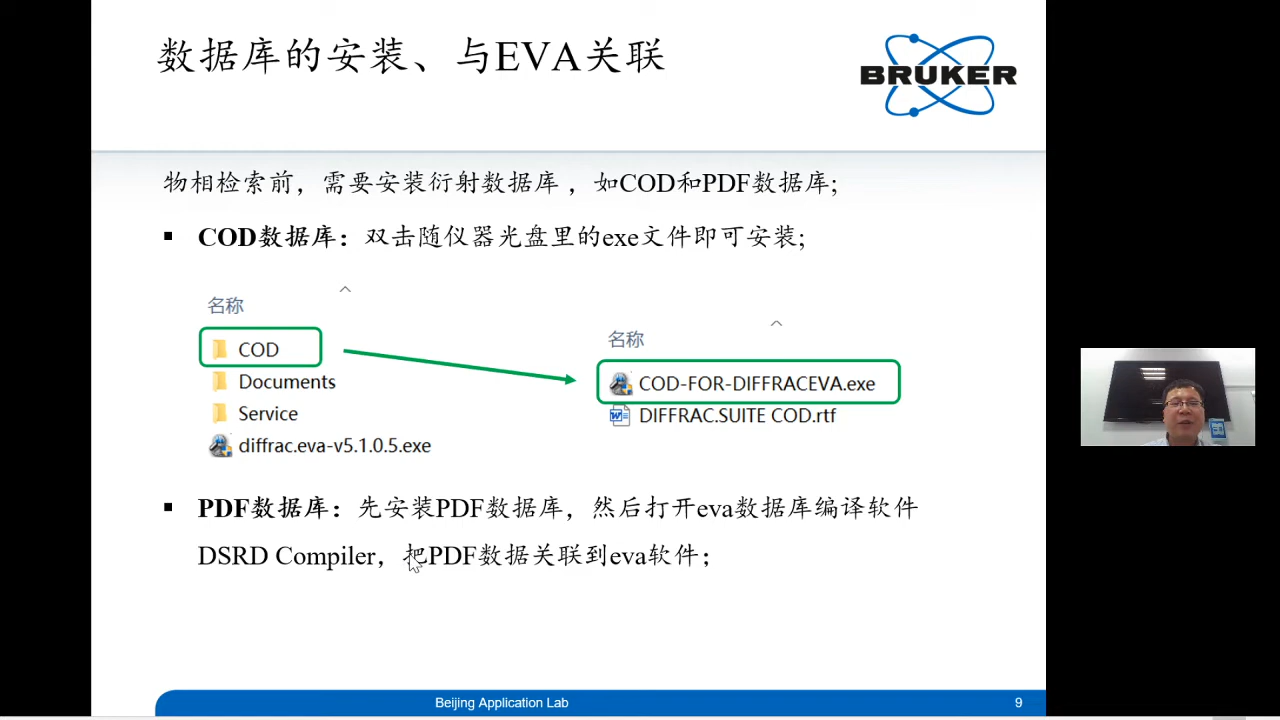 数据库的安装、与EVA关联
BRUKER
物相检索前，需要安装衍射数据库，如COD和PDF数据库;
▪ COD数据库：双击随仪器光盘里的exe文件即可安装;
名称
COD
Documents
Service
diffrac.eva-v5.1.0.5.exe
名称
COD-FOR-DIFFRACEVA.exe
DIFFRAC.SUITE COD.rtf
▪ PDF数据库：先安装PDF数据库，然后打开eva数据库编译软件
DSRD Compiler，把PDF数据关联到eva软件；
Beijing Application Lab
9